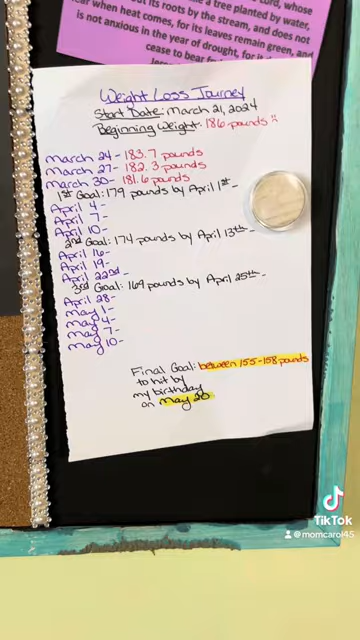 out its roots by the stream, and does not
fear when heat comes, for its leaves remain green, and
is not anxious in the year of drought, for it does not
cease to bear
Weight Loss Journey
Start Date: March 21, 2024
Beginning Weight: 186 pounds
March 24 - 183.7 pounds
March 27 - 182.3 pounds
March 30 - 181.6 pounds
1st Goal: 179 pounds by April 1st -
April 4 -
April 7 -
April 10 -
2nd Goal: 174 pounds by April 13th -
April 16 -
April 19 -
April 22nd -
3rd Goal: 169 pounds by April 25th -
April 28 -
May 1 -
May 4 -
May 7 -
May 10 -
Final Goal: between 155-158 pounds
to hit by
my birthday
on May 20
TikTok
@momcarol45